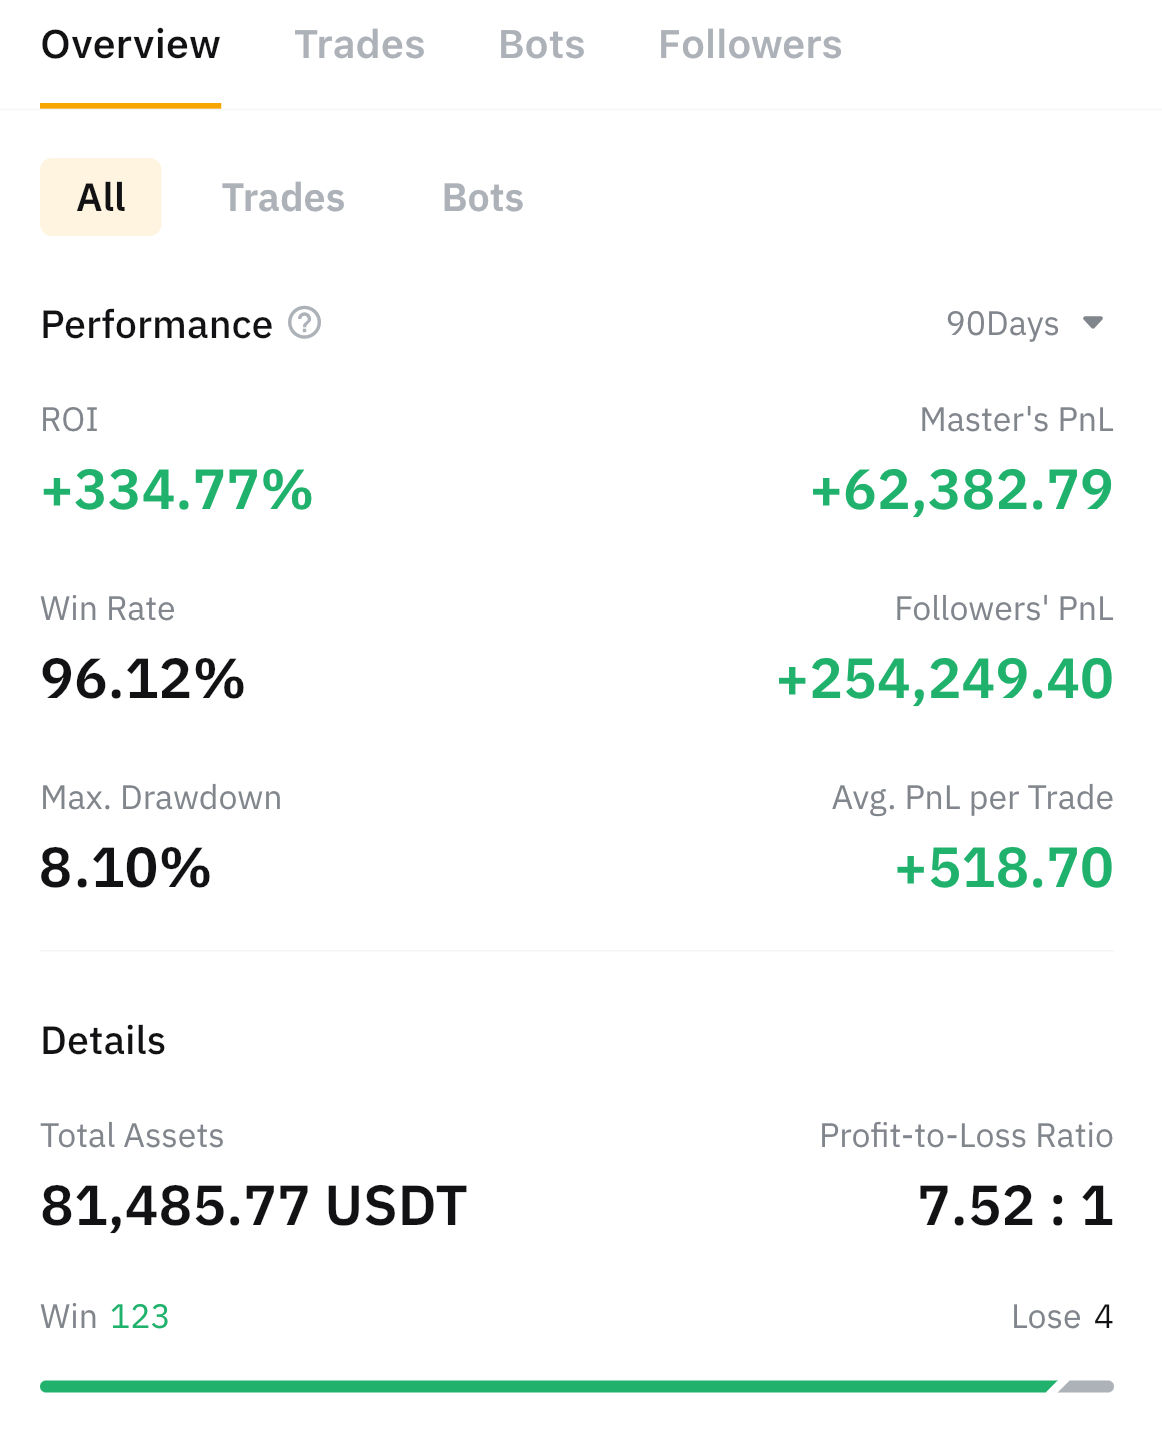 Overview Trades Bots Followers
All Trades Bots
Performance ? 90Days
ROI Master's PnL
+334.77% +62,382.79
Win Rate Followers' PnL
96.12% +254,249.40
Max. Drawdown Avg. PnL per Trade
8.10% +518.70
Details
Total Assets Profit-to-Loss Ratio
81,485.77 USDT 7.52 : 1
Win 123 Lose 4